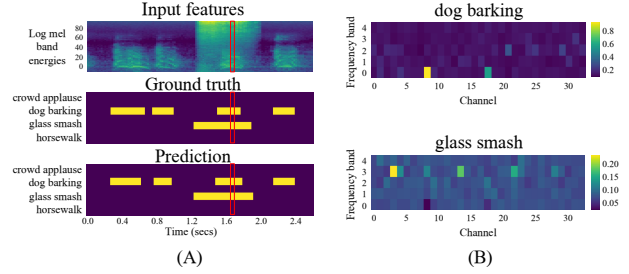 Input features
Log mel
band
energies
80
60
40
20
0
Ground truth
crowd applause
dog barking
glass smash
horsewalk
Prediction
crowd applause
dog barking
glass smash
horsewalk
0.0 0.4 0.8 1.2 1.6 2.0 2.4
Time (secs)
(A)
dog barking
Frequency band
4
3
2
1
0
0 5 10 15 20 25 30
Channel
0.8
0.6
0.4
0.2
glass smash
Frequency band
4
3
2
1
0
0 5 10 15 20 25 30
Channel
0.20
0.15
0.10
0.05
(B)